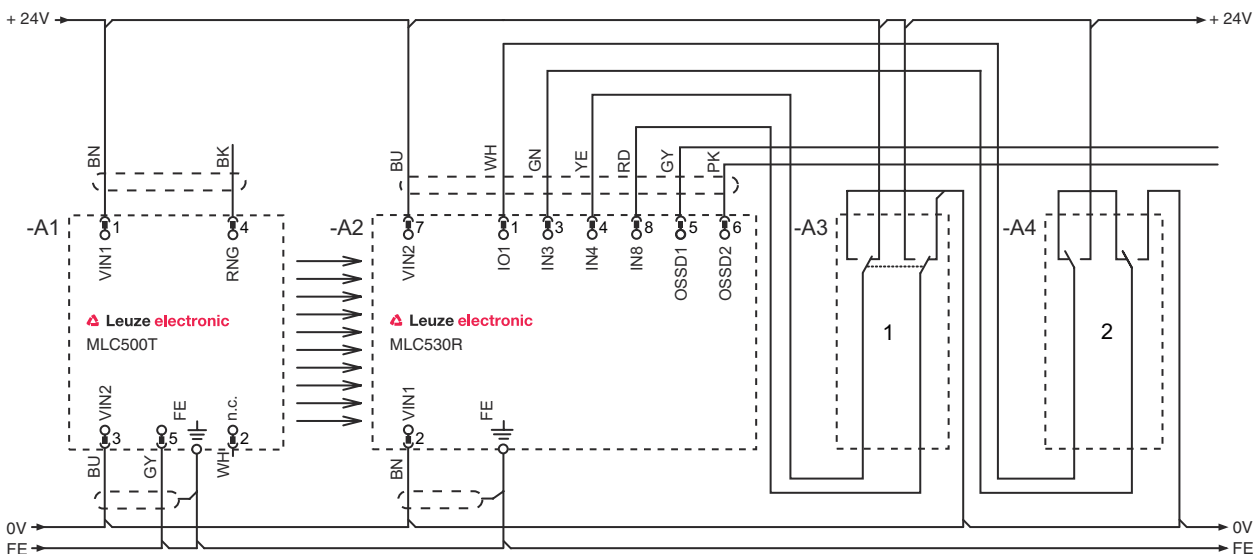 + 24V
+ 24V
BN
BK
BU
WH
GN
YE
RD
GY
PK
-A1
1
4
-A2
7
1
3
4
8
5
6
-A3
-A4
VIN1
RNG
VIN2
IO1
IN3
IN4
IN8
OSSD1
OSSD2
Leuze electronic
MLC500T
Leuze electronic
MLC530R
1
2
VIN2
FE
n.c.
VIN1
FE
3
5
2
2
BU
GY
WH
BN
0V
0V
FE
FE